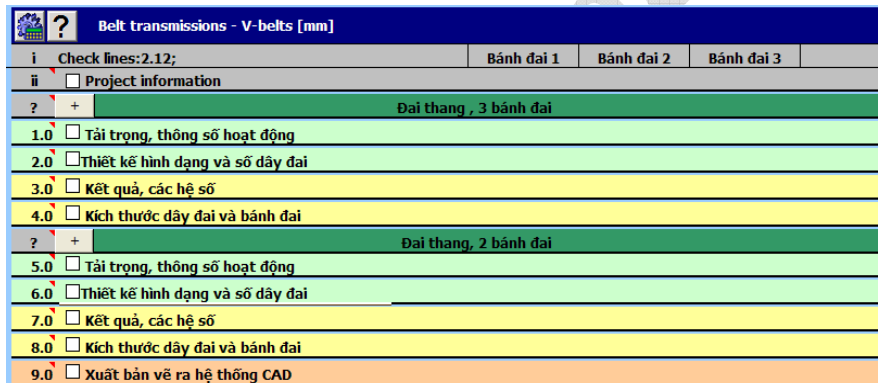 ? Belt transmissions - V-belts [mm]
i Check lines:2.12; Bánh đai 1 Bánh đai 2 Bánh đai 3
ii Project information
? + Đai thang , 3 bánh đai
1.0 Tải trọng, thông số hoạt động
2.0 Thiết kế hình dạng và số dây đai
3.0 Kết quả, các hệ số
4.0 Kích thước dây đai và bánh đai
? + Đai thang, 2 bánh đai
5.0 Tải trọng, thông số hoạt động
6.0 Thiết kế hình dạng và số dây đai
7.0 Kết quả, các hệ số
8.0 Kích thước dây đai và bánh đai
9.0 Xuất bản vẽ ra hệ thống CAD